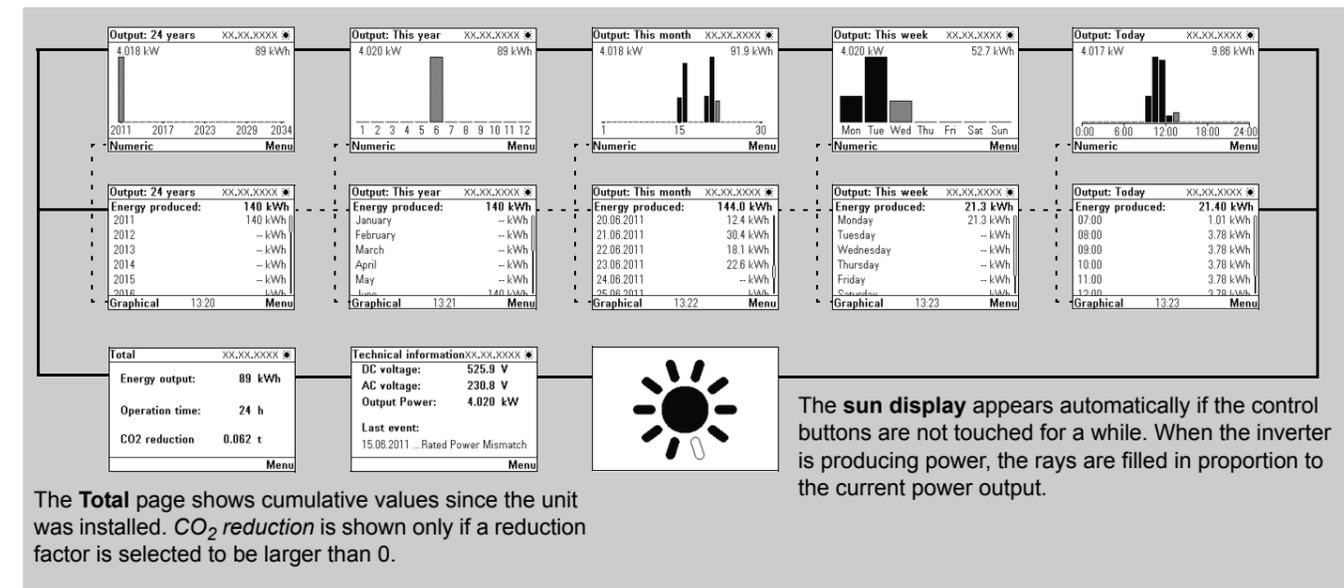 Output: 24 years XX.XX.XXXX
4.018 kW 89 kWh
2011 2017 2023 2029 2034
Numeric Menu
Output: This year XX.XX.XXXX
4.020 kW 89 kWh
1 2 3 4 5 6 7 8 9 10 11 12
Numeric Menu
Output: This month XX.XX.XXXX
4.018 kW 91.9 kWh
1 15 30
Numeric Menu
Output: This week XX.XX.XXXX
4.020 kW 52.7 kWh
Mon Tue Wed Thu Fri Sat Sun
Numeric Menu
Output: Today XX.XX.XXXX
4.017 kW 9.86 kWh
0:00 6:00 12:00 18:00 24:00
Numeric Menu
Output: 24 years XX.XX.XXXX
Energy produced: 140 kWh
2011 140 kWh
2012 -- kWh
2013 -- kWh
2014 -- kWh
2015 -- kWh
2016 kWh
Graphical 13:20 Menu
Output: This year XX.XX.XXXX
Energy produced: 140 kWh
January -- kWh
February -- kWh
March -- kWh
April -- kWh
May -- kWh
June 140 kWh
Graphical 13:21 Menu
Output: This month XX.XX.XXXX
Energy produced: 144.0 kWh
20.06.2011 12.4 kWh
21.06.2011 30.4 kWh
22.06.2011 18.1 kWh
23.06.2011 22.6 kWh
24.06.2011 -- kWh
25.06.2011 kWh
Graphical 13:22 Menu
Output: This week XX.XX.XXXX
Energy produced: 21.3 kWh
Monday 21.3 kWh
Tuesday -- kWh
Wednesday -- kWh
Thursday -- kWh
Friday -- kWh
Saturday kWh
Graphical 13:23 Menu
Output: Today XX.XX.XXXX
Energy produced: 21.40 kWh
07:00 1.01 kWh
08:00 3.78 kWh
09:00 3.78 kWh
10:00 3.78 kWh
11:00 3.78 kWh
12:00 3.78 kWh
Graphical 13:23 Menu
Total XX.XX.XXXX
Energy output: 89 kWh
Operation time: 24 h
CO2 reduction 0.062 t
Menu
Technical information XX.XX.XXXX
DC voltage: 525.9 V
AC voltage: 230.8 V
Output Power: 4.020 kW
Last event:
15.06.2011 ... Rated Power Mismatch
Menu
The sun display appears automatically if the control
buttons are not touched for a while. When the inverter
is producing power, the rays are filled in proportion to
the current power output.
The Total page shows cumulative values since the unit
was installed. CO2 reduction is shown only if a reduction
factor is selected to be larger than 0.